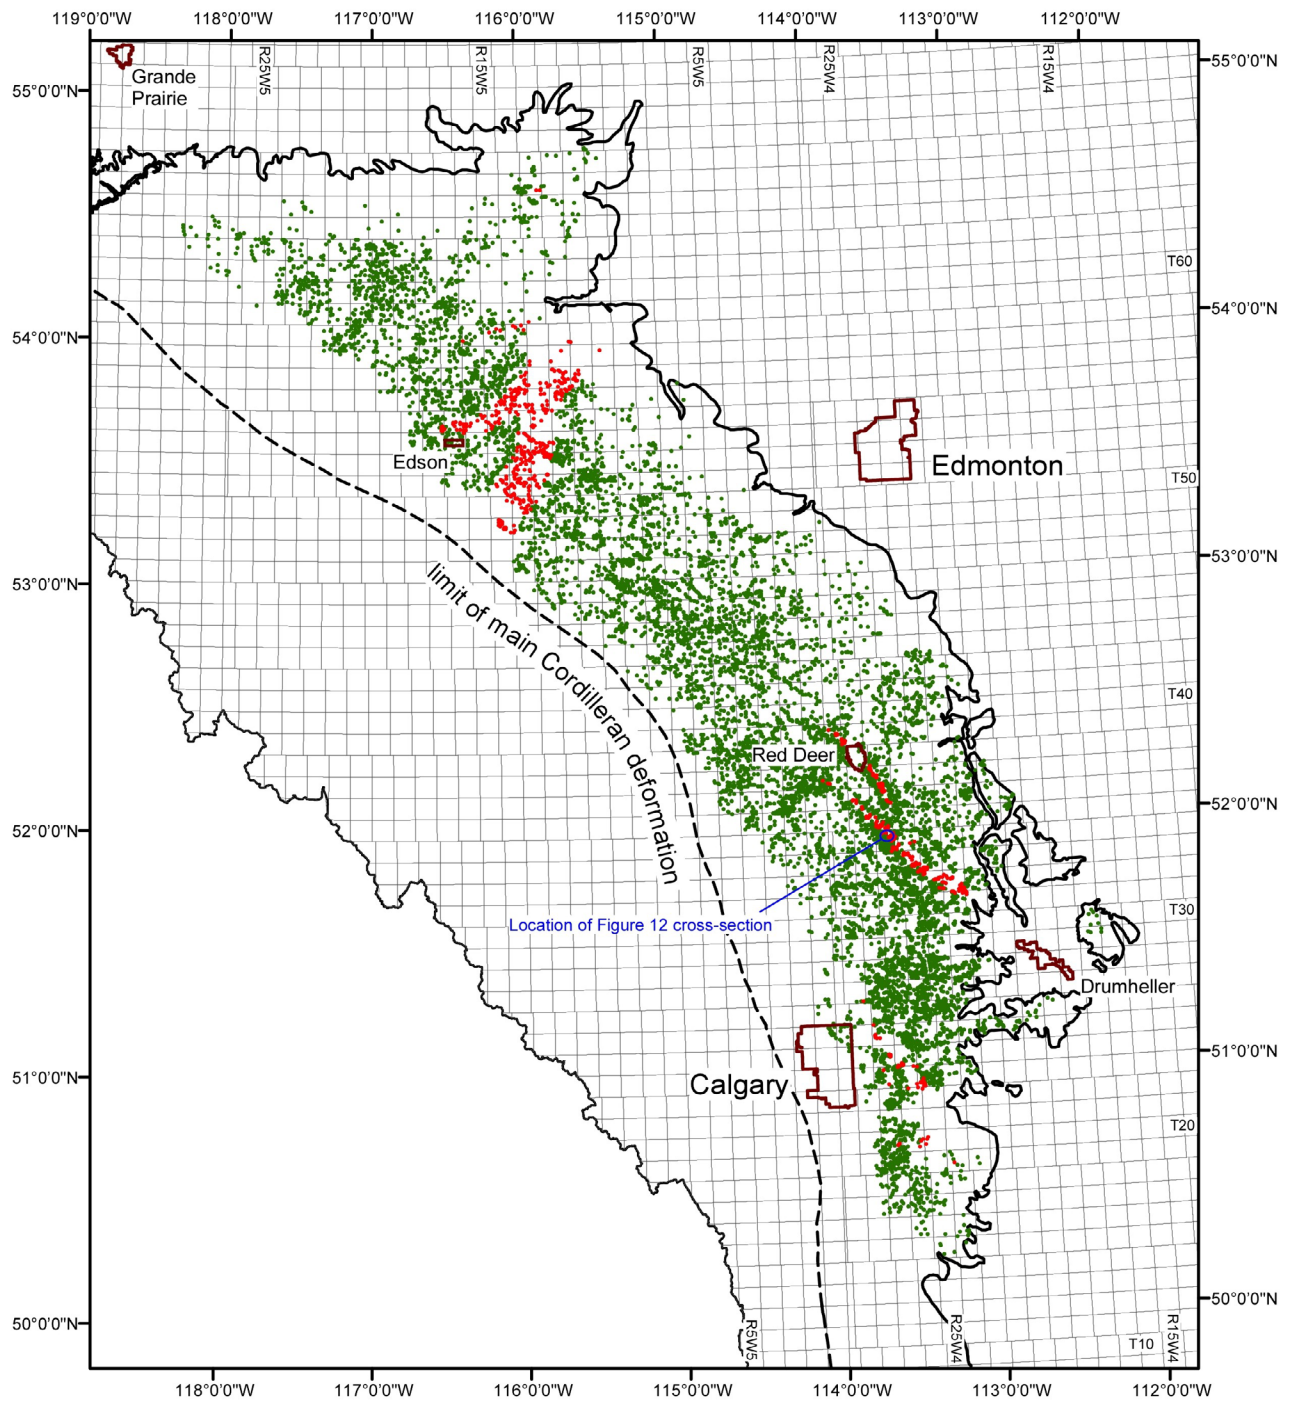 119°0'0"W 118°0'0"W 117°0'0"W 116°0'0"W 115°0'0"W 114°0'0"W 113°0'0"W 112°0'0"W
R25W5 R15W5 R5W5 R25W4 R15W4
55°0'0"N
Grande
Prairie
55°0'0"N
T60
54°0'0"N
54°0'0"N
Edson
Edmonton
T50
53°0'0"N
53°0'0"N
limit of main Cordilleran deformation
T40
Red Deer
52°0'0"N
52°0'0"N
T30
Location of Figure 12 cross-section
Drumheller
51°0'0"N
51°0'0"N
Calgary
T20
50°0'0"N
50°0'0"N
R5W5 R25W4 T10 R15W4
118°0'0"W 117°0'0"W 116°0'0"W 115°0'0"W 114°0'0"W 113°0'0"W 112°0'0"W